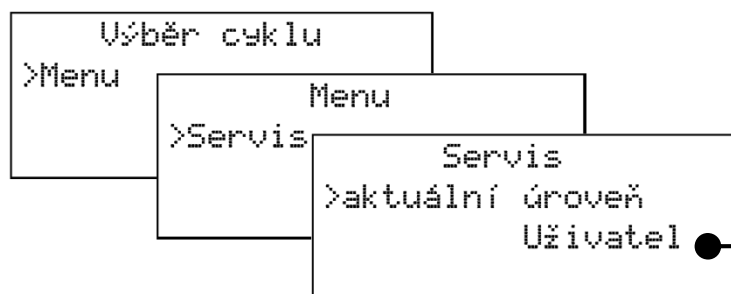 Výběr cyklu
>Menu
Menu
>Servis
Servis
>aktuální úroveň
Uživatel